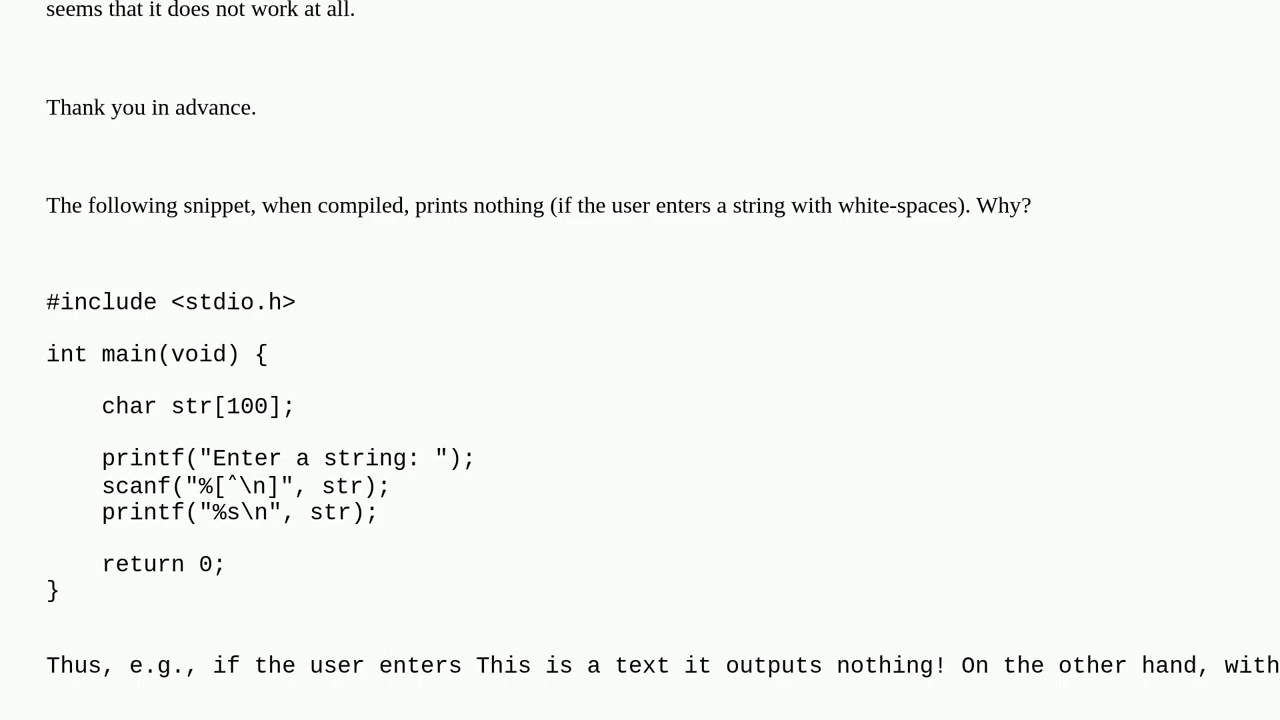 seems that it does not work at all.
Thank you in advance.
The following snippet, when compiled, prints nothing (if the user enters a string with white-spaces). Why?
#include <stdio.h>
int main(void) {
    char str[100];
    printf("Enter a string: ");
    scanf("%[˄\n]", str);
    printf("%s\n", str);
    return 0;
}
Thus, e.g., if the user enters This is a text it outputs nothing! On the other hand, with